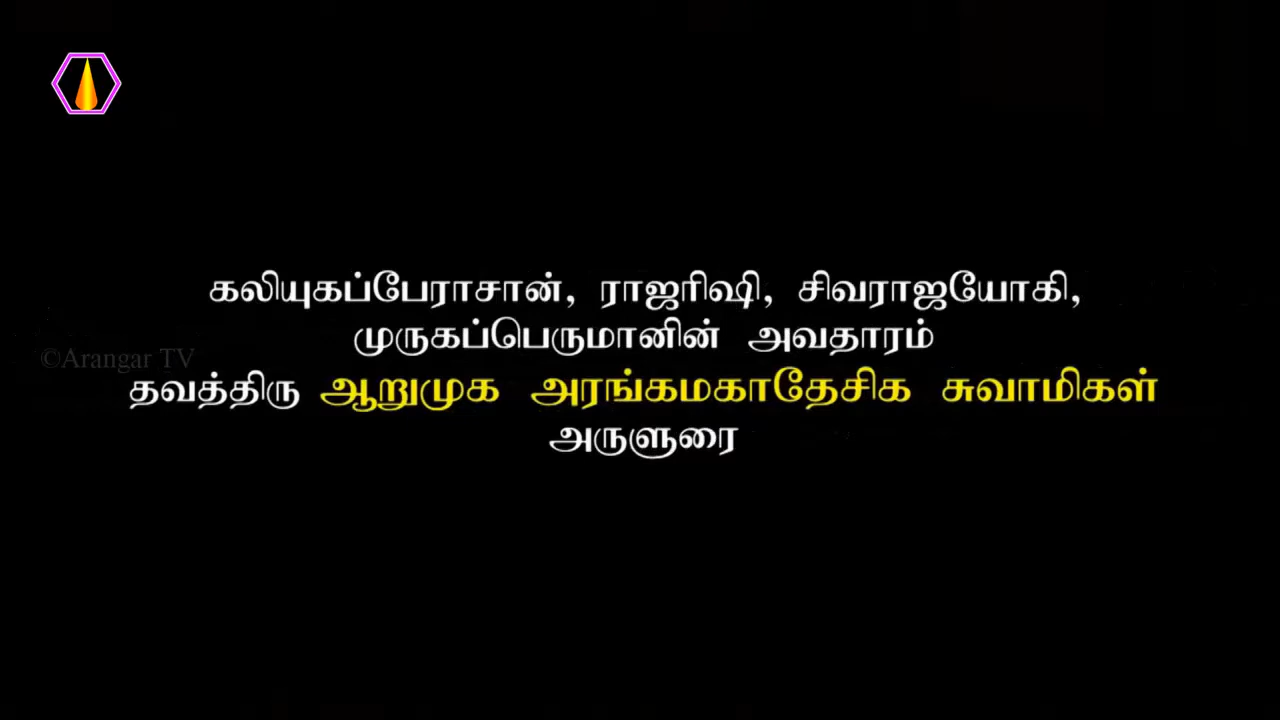 கலியுகப்பேராசான், ராஜரிஷி, சிவராஜயோகி,
முருகப்பெருமானின் அவதாரம்
©Arangar TV
தவத்திரு ஆறுமுக அரங்கமகாதேசிக சுவாமிகள்
அருளுரை